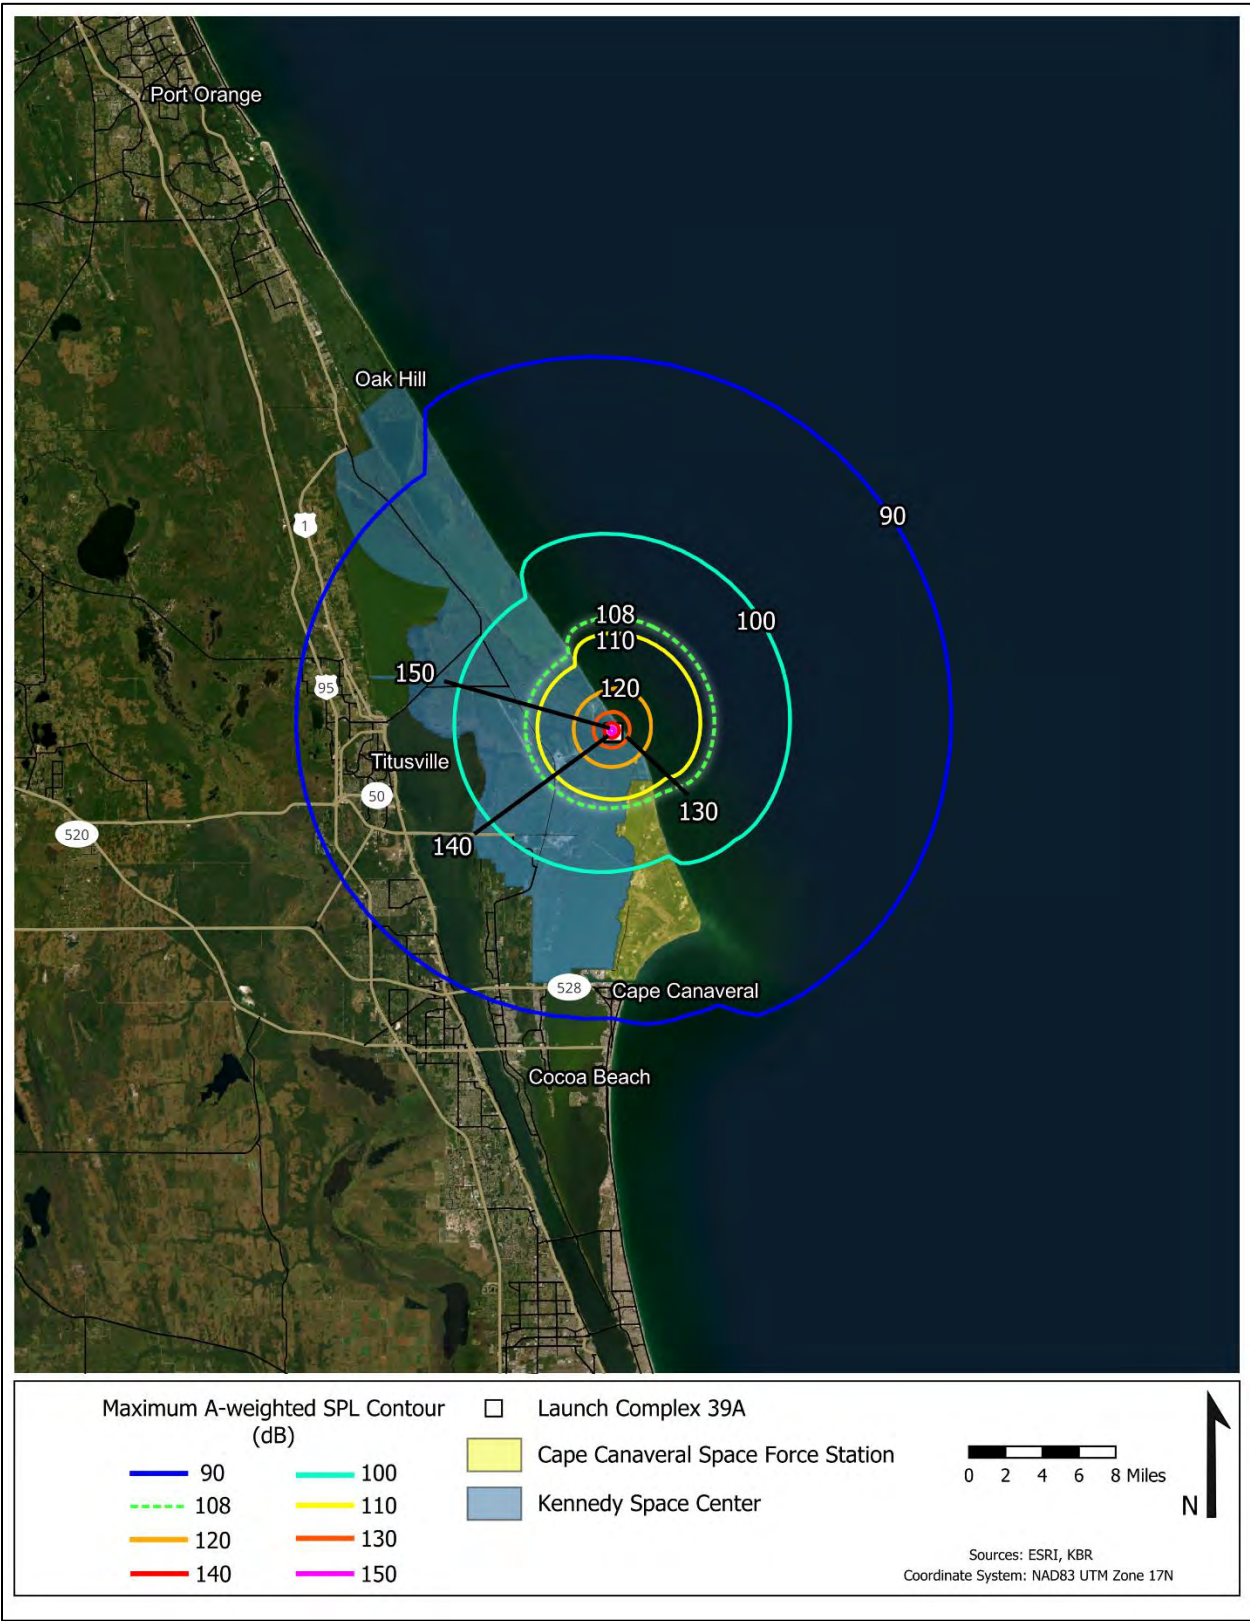 Port Orange
Oak Hill
90
1
108
100
110
150
95
120
Titusville
50
130
520
140
528
Cape Canaveral
Cocoa Beach
Maximum A-weighted SPL Contour
(dB)
90
100
108
110
120
130
140
150
Launch Complex 39A
Cape Canaveral Space Force Station
Kennedy Space Center
0 2 4 6 8 Miles
N
Sources: ESRI, KBR
Coordinate System: NAD83 UTM Zone 17N